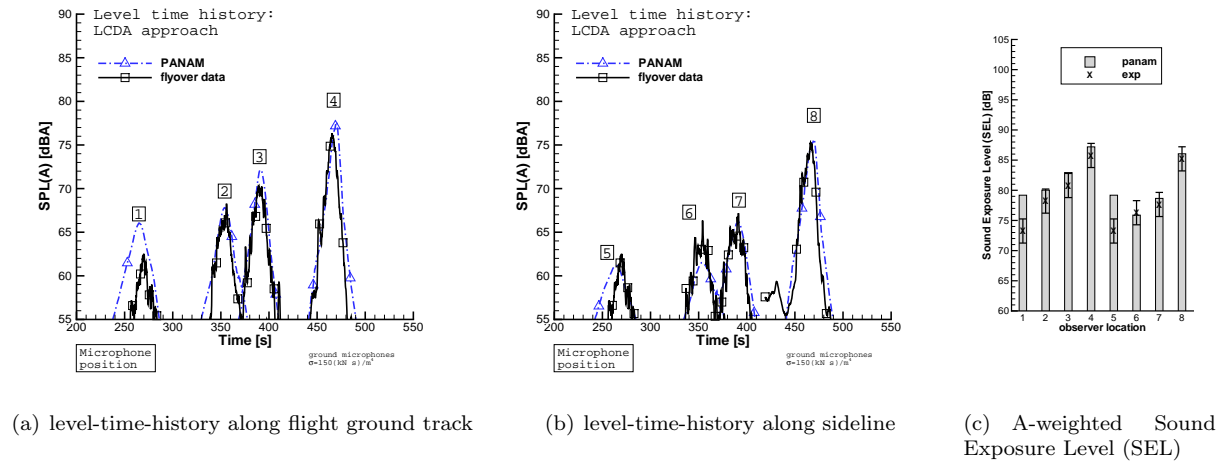 Level time history:
LCDA approach
PANAM
flyover data
SPL(A) [dBA]
90
85
80
75
70
65
60
55
1
2
3
4
200 250 300 350 400 450 500 550
Time [s]
Microphone
position
ground microphones
σ=150(kN s)/m⁴
(a) level-time-history along flight ground track
Level time history:
LCDA approach
PANAM
flyover data
SPL(A) [dBA]
90
85
80
75
70
65
60
55
5
6
7
8
200 250 300 350 400 450 500 550
Time [s]
Microphone
position
ground microphones
σ=150(kN s)/m⁴
(b) level-time-history along sideline
panam
exp
Sound Exposure Level (SEL) [dB]
105
100
95
90
85
80
75
70
65
60
1 2 3 4 5 6 7 8
observer location
(c) A-weighted Sound
Exposure Level (SEL)